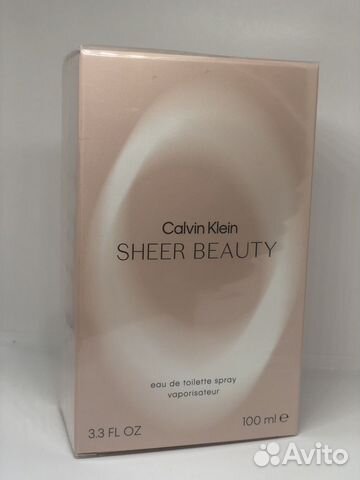 Calvin Klein
SHEER BEAUTY
eau de toilette spray
vaporisateur
3.3 FL OZ 100 ml ℮
Avito